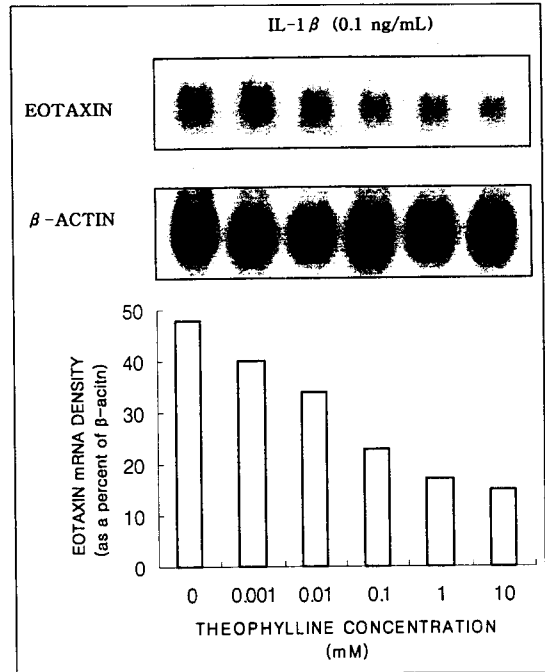 IL-1β (0.1 ng/mL)
EOTAXIN
β-ACTIN
EOTAXIN mRNA DENSITY
(as a percent of β-acitn)
50
40
30
20
10
0
0 0.001 0.01 0.1 1 10
THEOPHYLLINE CONCENTRATION
(mM)